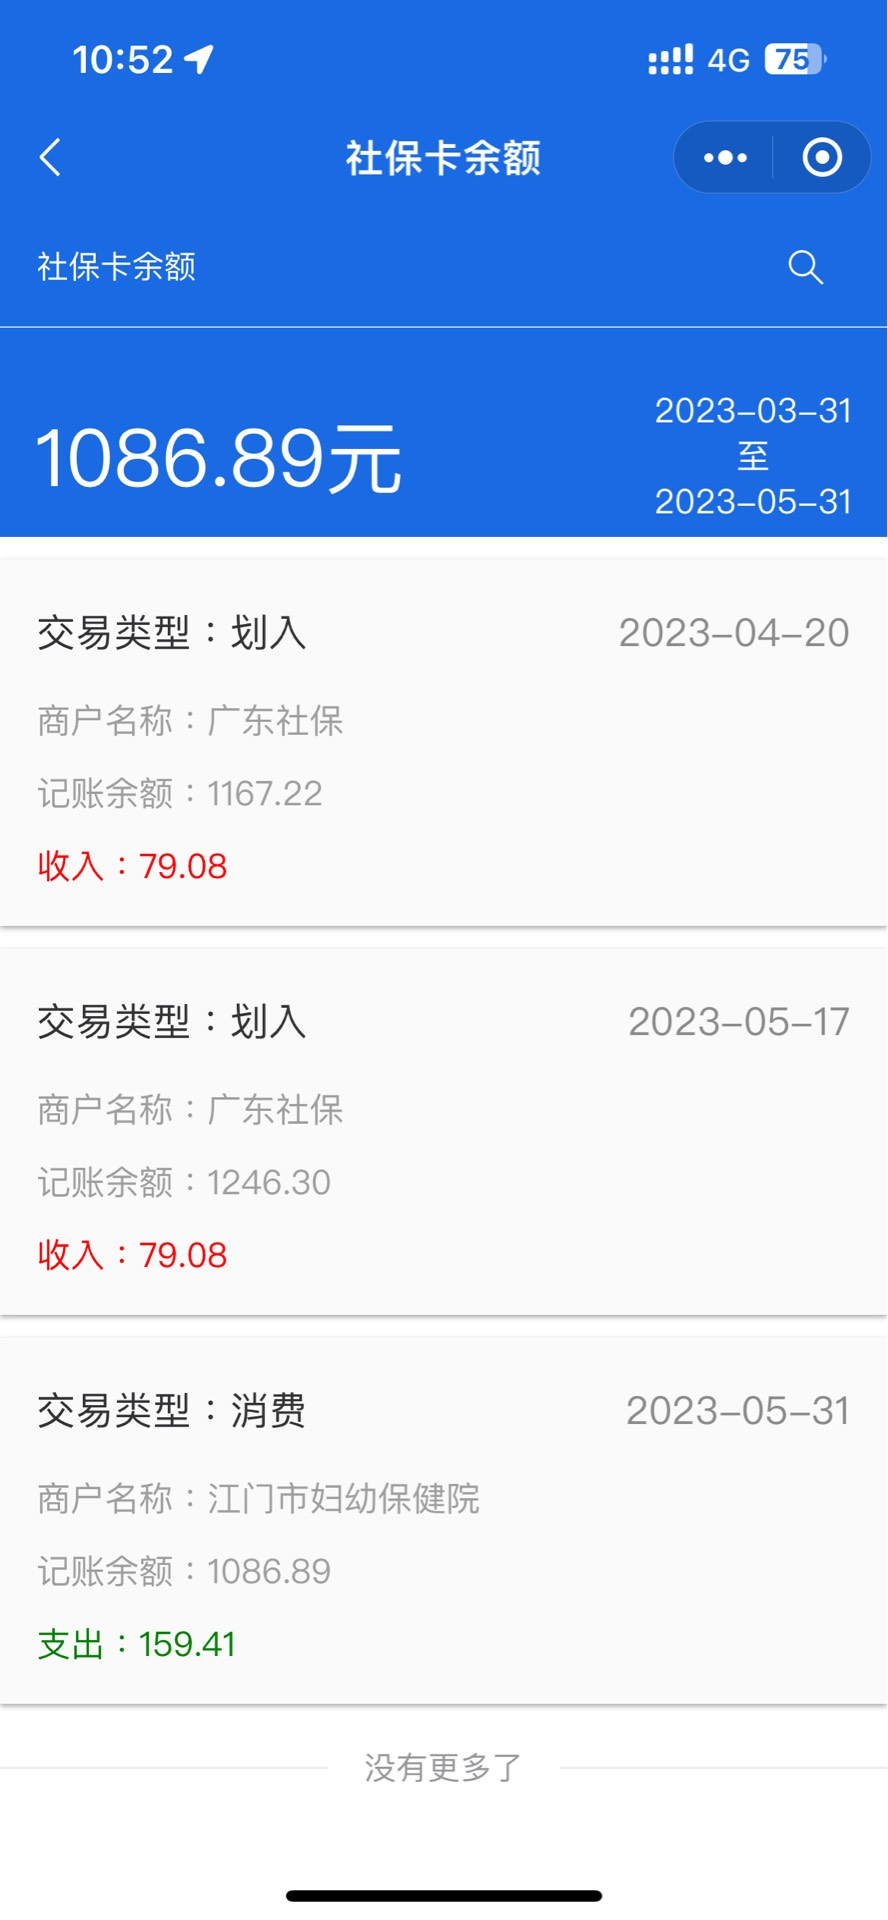 10:52
4G
75
社保卡余额
社保卡余额
1086.89元
2023-03-31
至
2023-05-31
交易类型：划入
2023-04-20
商户名称：广东社保
记账余额：1167.22
收入：79.08
交易类型：划入
2023-05-17
商户名称：广东社保
记账余额：1246.30
收入：79.08
交易类型：消费
2023-05-31
商户名称：江门市妇幼保健院
记账余额：1086.89
支出：159.41
没有更多了